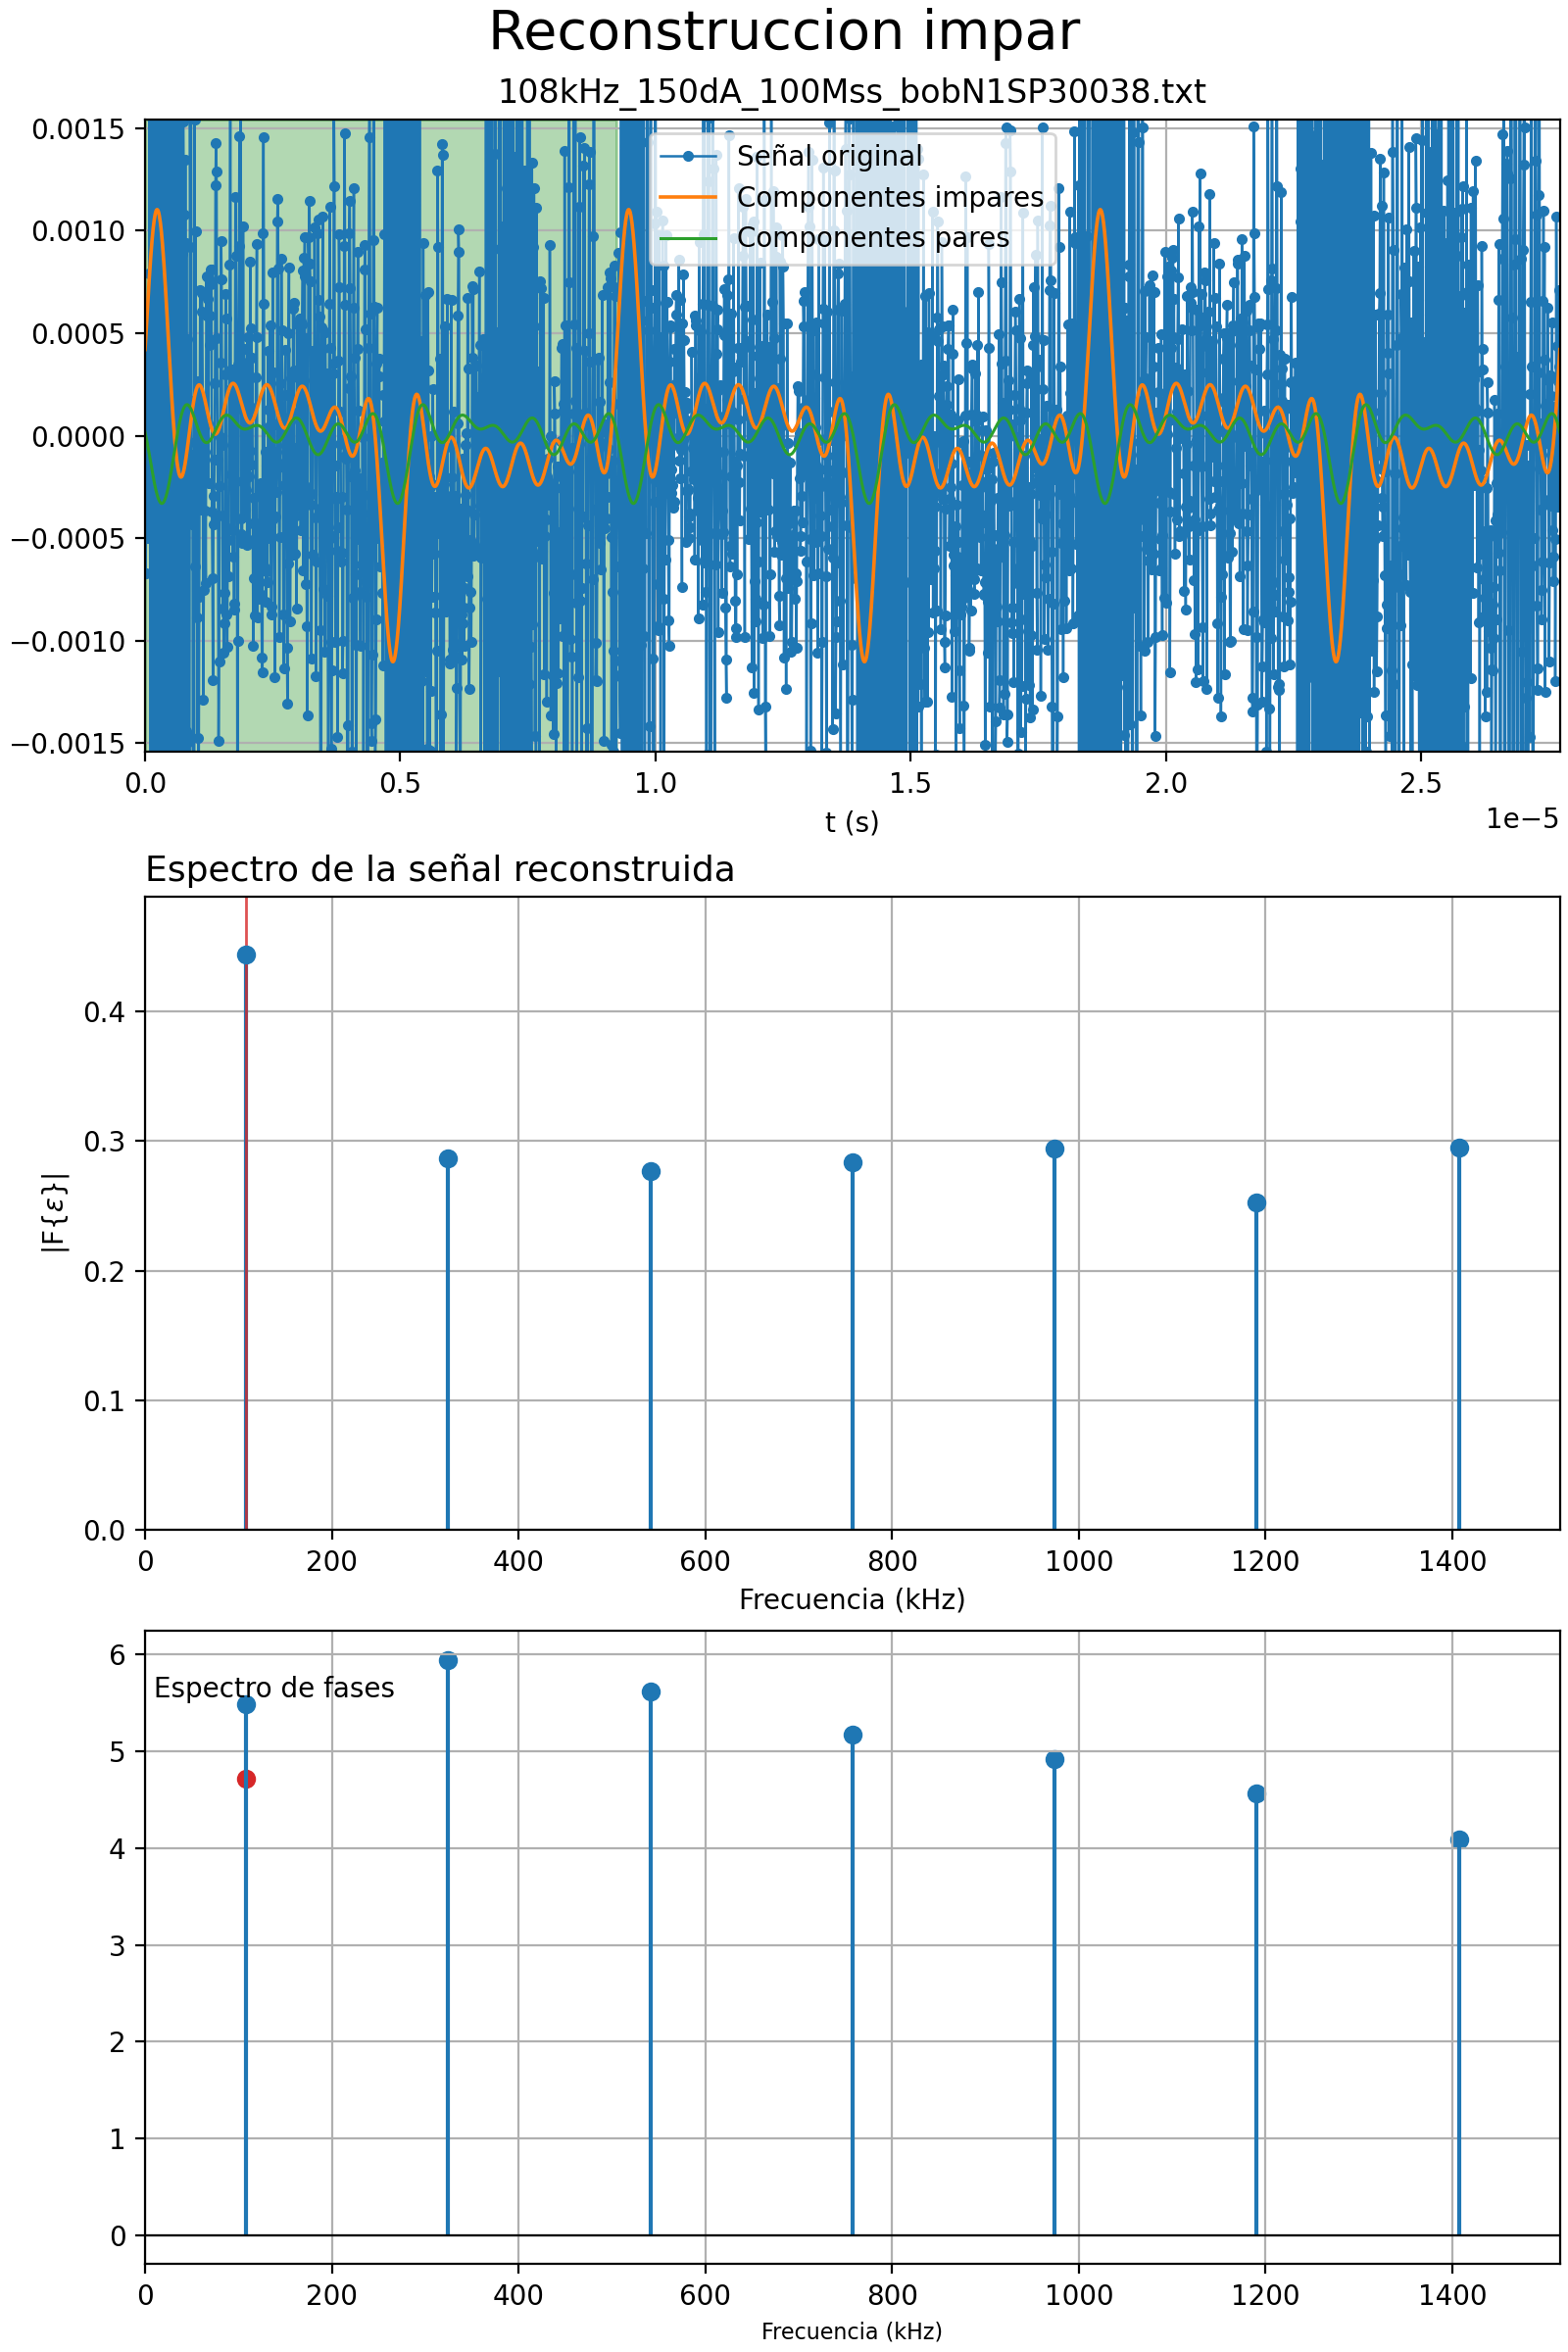 Reconstruccion impar
108kHz_150dA_100Mss_bobN1SP30038.txt
0.0015
0.0010
0.0005
0.0000
−0.0005
−0.0010
−0.0015
Señal original
Componentes impares
Componentes pares
0.0 0.5 1.0 1.5 2.0 2.5
1e−5
t (s)
Espectro de la señal reconstruida
|F{ε}|
0.4
0.3
0.2
0.1
0.0
0 200 400 600 800 1000 1200 1400
Frecuencia (kHz)
Espectro de fases
6
5
4
3
2
1
0
0 200 400 600 800 1000 1200 1400
Frecuencia (kHz)